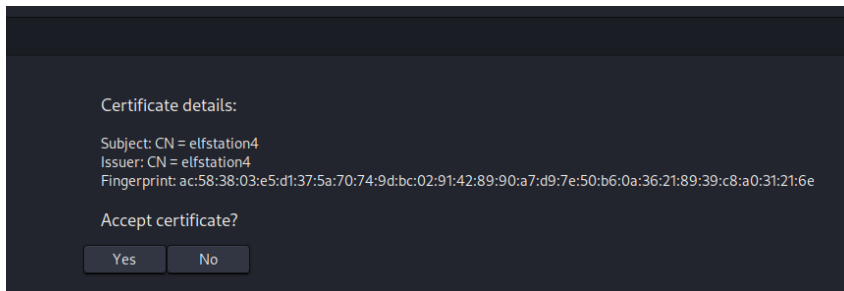 Certificate details:
Subject: CN = elfstation4
Issuer: CN = elfstation4
Fingerprint: ac:58:38:03:e5:d1:37:5a:70:74:9d:bc:02:91:42:89:90:a7:d9:7e:50:b6:0a:36:21:89:39:c8:a0:31:21:6e
Accept certificate?
Yes No